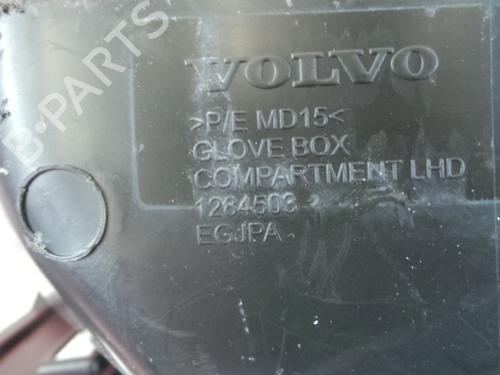 B-PARTS
VOLVO
>P/E MD15<
GLOVE BOX
COMPARTMENT LHD
1284503
EGJPA